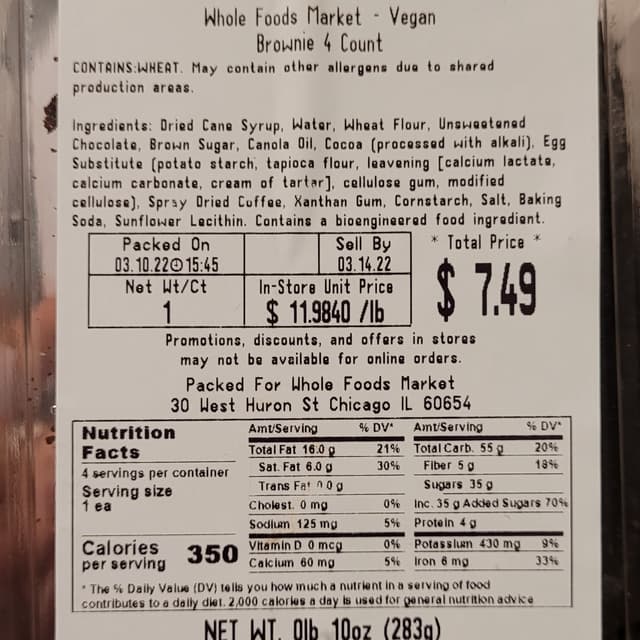 Whole Foods Market - Vegan
Brownie 4 Count
CONTAINS:WHEAT. May contain other allergens due to shared
production areas.
Ingredients: Dried Cane Syrup, Water, Wheat Flour, Unsweetened
Chocolate, Brown Sugar, Canola Oil, Cocoa (processed with alkali), Egg
Substitute (potato starch, tapioca flour, leavening [calcium lactate,
calcium carbonate, cream of tartar], cellulose gum, modified
cellulose), Spray Dried Coffee, Xanthan Gum, Cornstarch, Salt, Baking
Soda, Sunflower Lecithin. Contains a bioengineered food ingredient.
Packed On
03.10.22 15:45
Sell By
03.14.22
* Total Price *
$ 7.49
Net Wt/Ct
1
In-Store Unit Price
$ 11.9840 /lb
Promotions, discounts, and offers in stores
may not be available for online orders.
Packed For Whole Foods Market
30 West Huron St Chicago IL 60654
Nutrition
Facts
4 servings per container
Serving size
1 ea
Calories
per serving 350
Amt/Serving % DV*
Total Fat 16.0 g 21%
Sat. Fat 6.0 g 30%
Trans Fat 0.0 g
Cholest. 0 mg 0%
Sodium 125 mg 5%
Vitamin D 0 mcg 0%
Calcium 60 mg 5%
Amt/Serving % DV*
Total Carb. 55 g 20%
Fiber 5 g 18%
Sugars 35 g
Inc. 35 g Added Sugars 70%
Protein 4 g
Potassium 430 mg 9%
Iron 6 mg 33%
* The % Daily Value (DV) tells you how much a nutrient in a serving of food
contributes to a daily diet. 2,000 calories a day is used for general nutrition advice
NET WT. 0lb 10oz (283g)